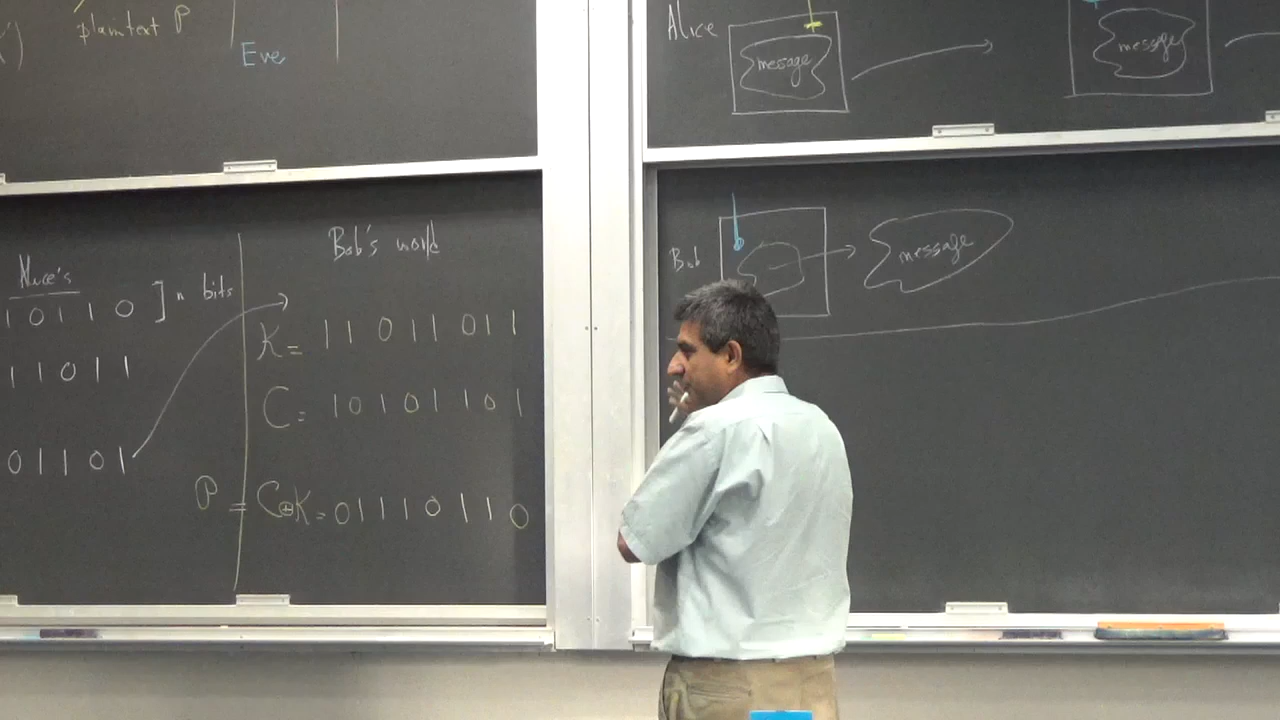 plaintext P
Eve
Alice's
1 0 1 1 0 ] n bits
1 1 0 1 1
0 1 1 0 1
Bob's world
K = 1 1 0 1 1 0 1 1
C = 1 0 1 0 1 1 0 1
P = C⊕K = 0 1 1 1 0 1 1 0
Alice
message
message
Bob
message